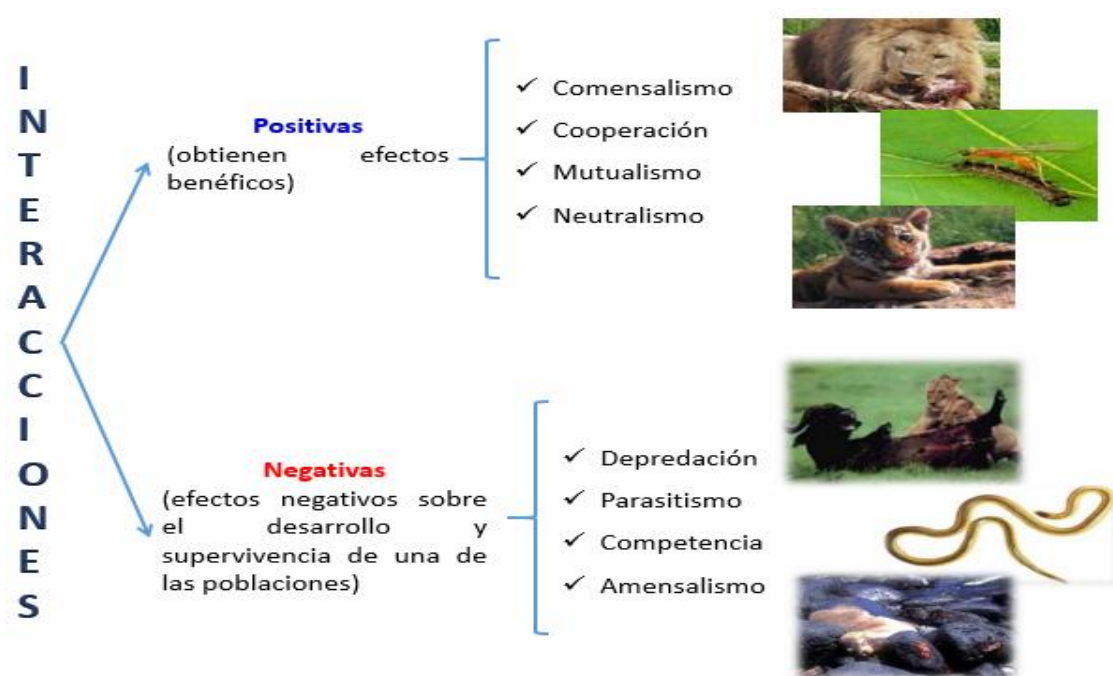 INTERACCIONES
Positivas
(obtienen efectos
benéficos)
✓ Comensalismo
✓ Cooperación
✓ Mutualismo
✓ Neutralismo
Negativas
(efectos negativos sobre
el desarrollo y
supervivencia de una de
las poblaciones)
✓ Depredación
✓ Parasitismo
✓ Competencia
✓ Amensalismo